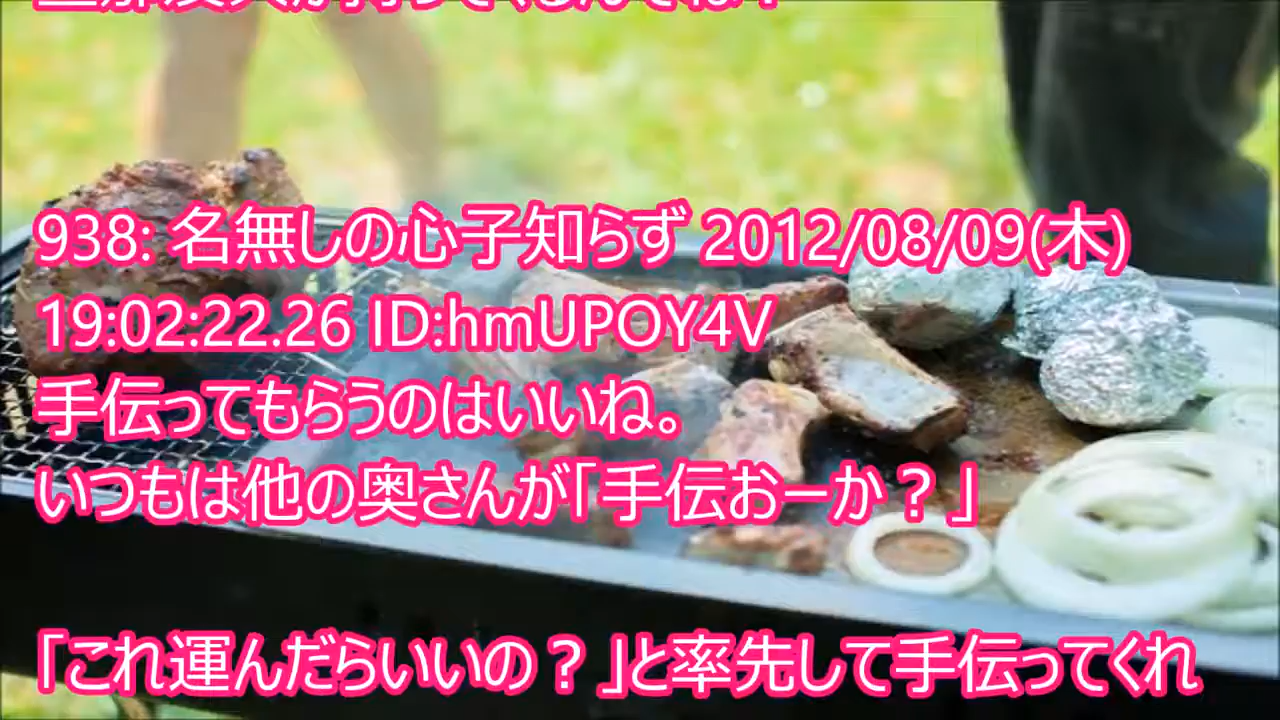 938: 名無しの心子知らず 2012/08/09(木)
19:02:22.26 ID:hmUPOY4V
手伝ってもらうのはいいね。
いつもは他の奥さんが「手伝おーか？」
「これ運んだらいいの？」と率先して手伝ってくれ